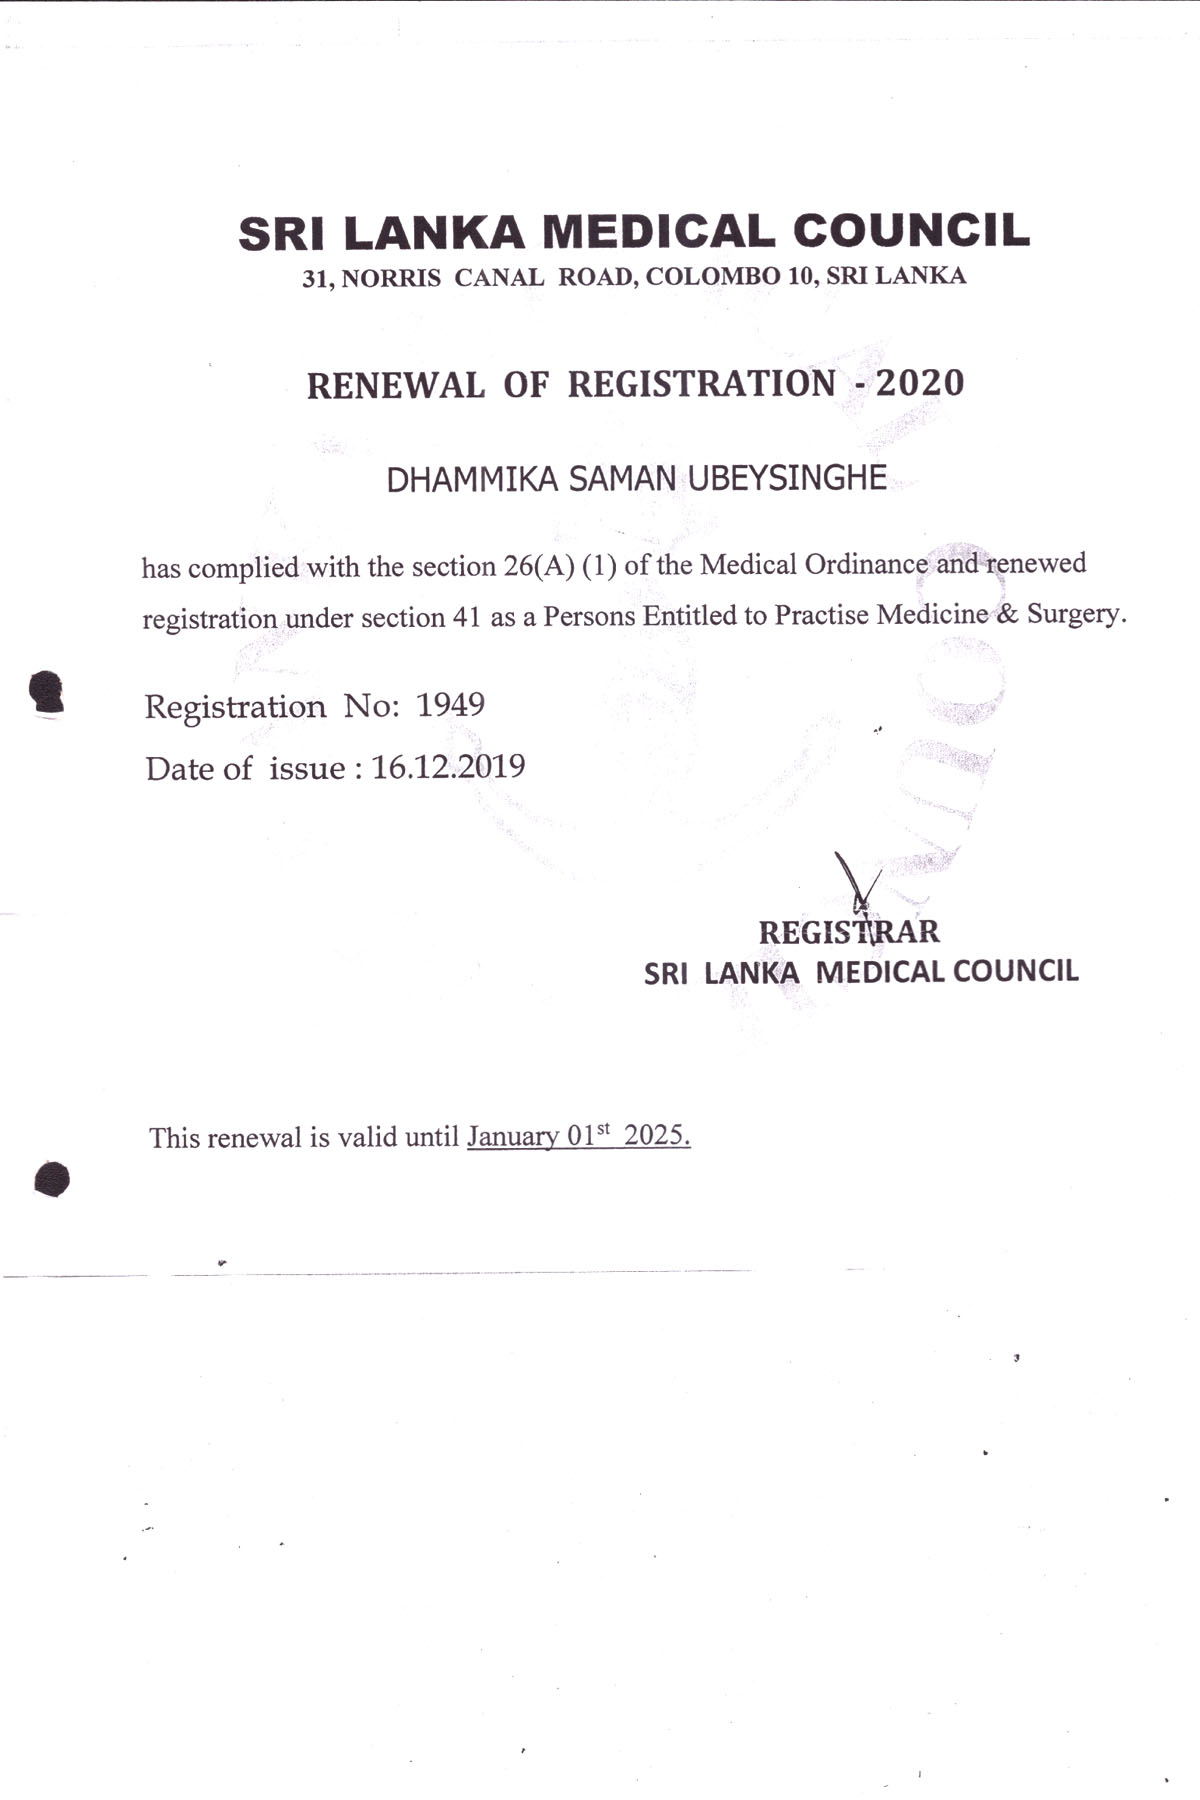 SRI LANKA MEDICAL COUNCIL
31, NORRIS CANAL ROAD, COLOMBO 10, SRI LANKA
RENEWAL OF REGISTRATION - 2020
DHAMMIKA SAMAN UBEYSINGHE
has complied with the section 26(A) (1) of the Medical Ordinance and renewed
registration under section 41 as a Persons Entitled to Practise Medicine & Surgery.
Registration No: 1949
Date of issue : 16.12.2019
REGISTRAR
SRI LANKA MEDICAL COUNCIL
This renewal is valid until January 01st 2025.